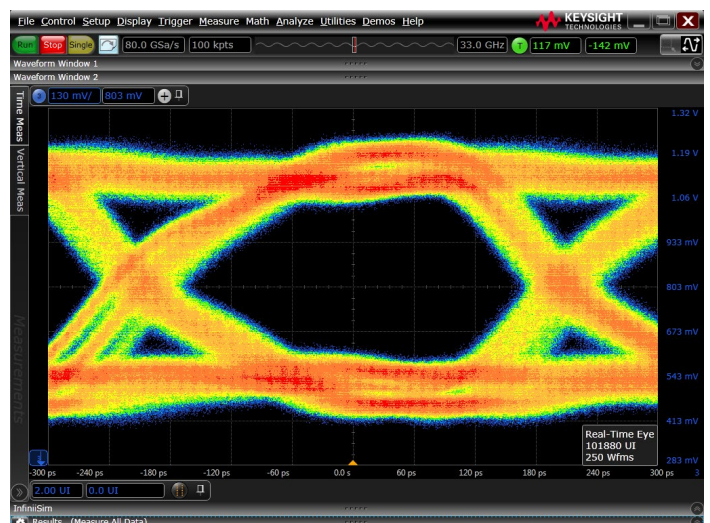 File Control Setup Display Trigger Measure Math Analyze Utilities Demos Help
KEYSIGHT
TECHNOLOGIES
Run Stop Single 80.0 GSa/s 100 kpts 33.0 GHz T 117 mV -142 mV
Waveform Window 1
Waveform Window 2
Time Meas
Vertical Meas
Measurements
3 130 mV/ 803 mV
1.32 V
1.19 V
1.06 V
933 mV
803 mV
673 mV
543 mV
413 mV
283 mV
Real-Time Eye
101880 UI
250 Wfms
-300 ps -240 ps -180 ps -120 ps -60 ps 0.0 s 60 ps 120 ps 180 ps 240 ps 300 ps 3
2.00 UI 0.0 UI
InfiniiSim
Results (Measure All Data)